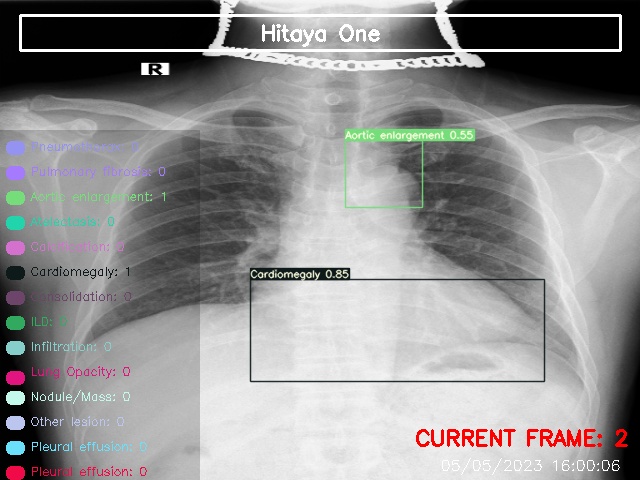 Hitaya One
R
Aortic enlargement 0.55
Pneumothorax: 0
Pulmonary fibrosis: 0
Aortic enlargement: 1
Atelectasis: 0
Calcification: 0
Cardiomegaly 0.85
Cardiomegaly: 1
Consolidation: 0
ILD: 0
Infiltration: 0
Lung Opacity: 0
Nodule/Mass: 0
Other lesion: 0
CURRENT FRAME: 2
Pleural effusion: 0
05/05/2023 16:00:06
Pleural effusion: 0